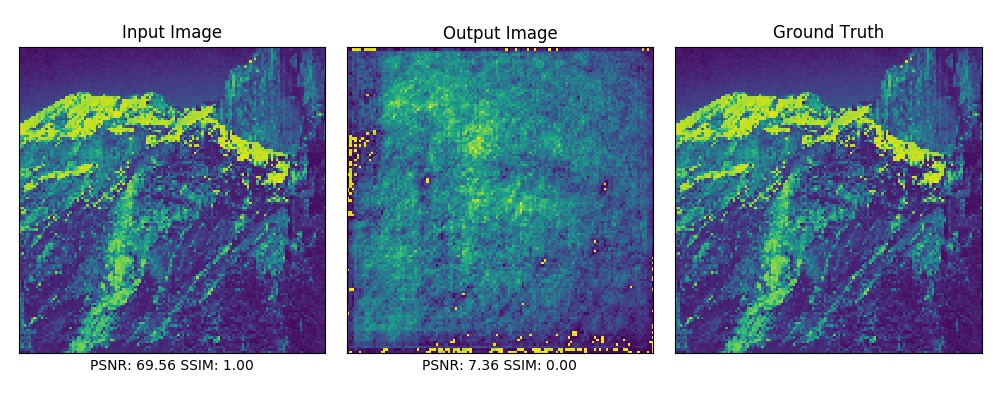 Input Image
Output Image
Ground Truth
PSNR: 69.56 SSIM: 1.00
PSNR: 7.36 SSIM: 0.00